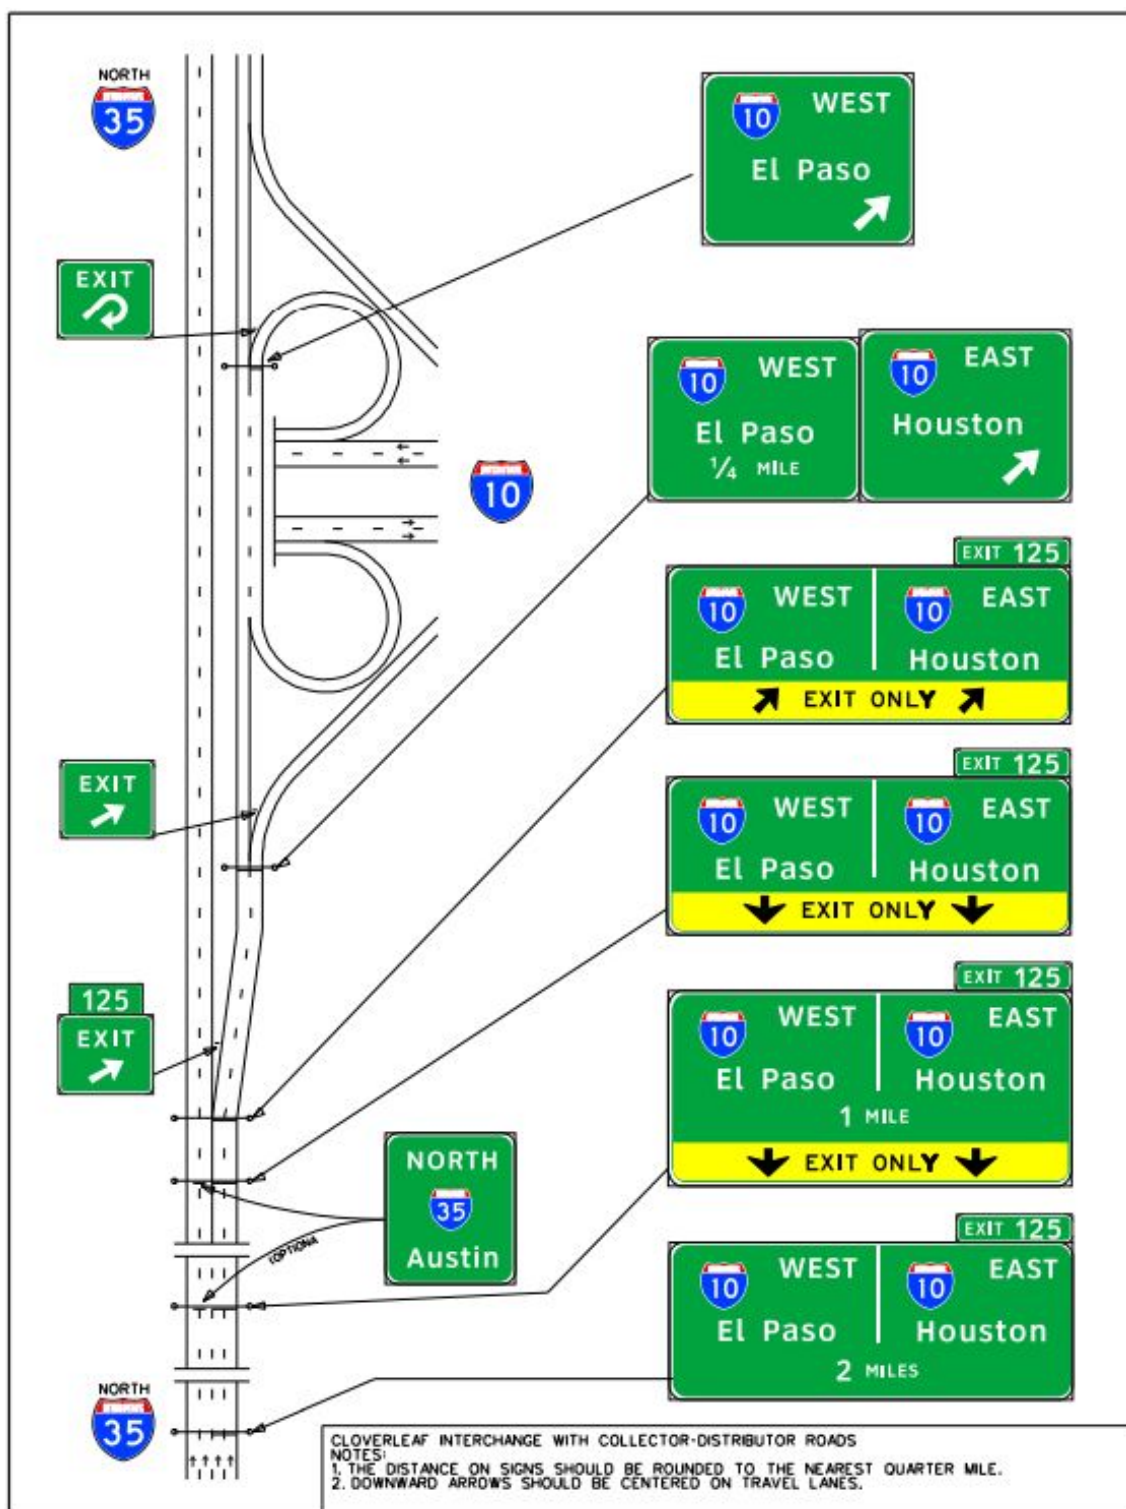 NORTH
35
10 WEST
El Paso
EXIT
10 WEST
El Paso
1/4 MILE
10 EAST
Houston
10
EXIT 125
10 WEST
El Paso
10 EAST
Houston
EXIT ONLY
EXIT
EXIT 125
10 WEST
El Paso
10 EAST
Houston
EXIT ONLY
125
EXIT
EXIT 125
10 WEST
El Paso
10 EAST
Houston
1 MILE
EXIT ONLY
NORTH
35
Austin
(OPTIONA
EXIT 125
10 WEST
El Paso
10 EAST
Houston
2 MILES
NORTH
35
CLOVERLEAF INTERCHANGE WITH COLLECTOR-DISTRIBUTOR ROADS
NOTES:
1. THE DISTANCE ON SIGNS SHOULD BE ROUNDED TO THE NEAREST QUARTER MILE.
2. DOWNWARD ARROWS SHOULD BE CENTERED ON TRAVEL LANES.